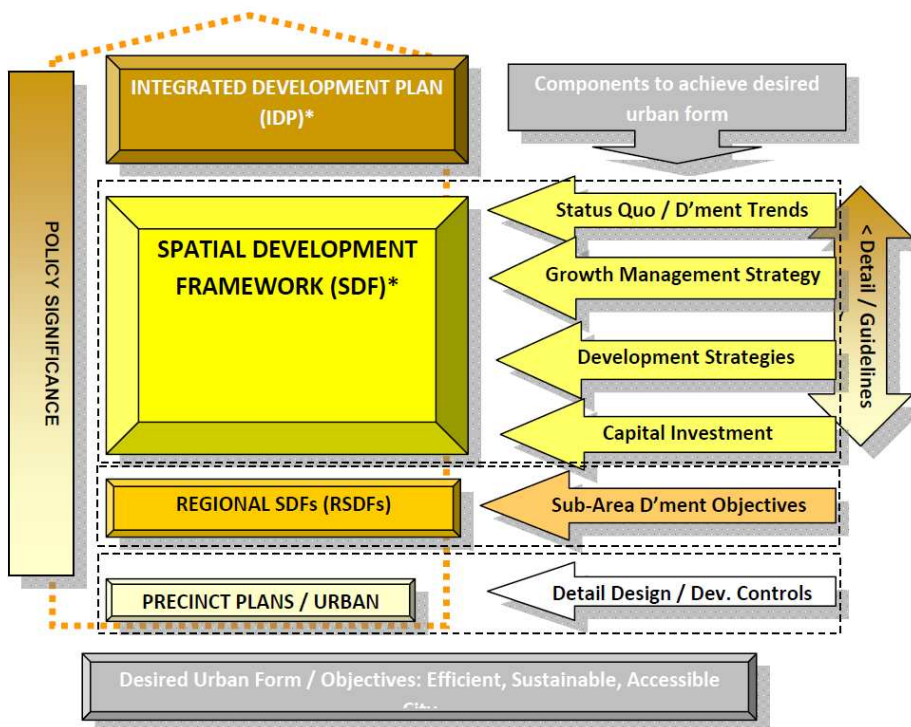 INTEGRATED DEVELOPMENT PLAN
(IDP)*
Components to achieve desired
urban form
POLICY SIGNIFICANCE
SPATIAL DEVELOPMENT
FRAMEWORK (SDF)*
Status Quo / D’ment Trends
Growth Management Strategy
Development Strategies
Capital Investment
< Detail / Guidelines
REGIONAL SDFs (RSDFs)
Sub-Area D’ment Objectives
PRECINCT PLANS / URBAN
Detail Design / Dev. Controls
Desired Urban Form / Objectives: Efficient, Sustainable, Accessible
City